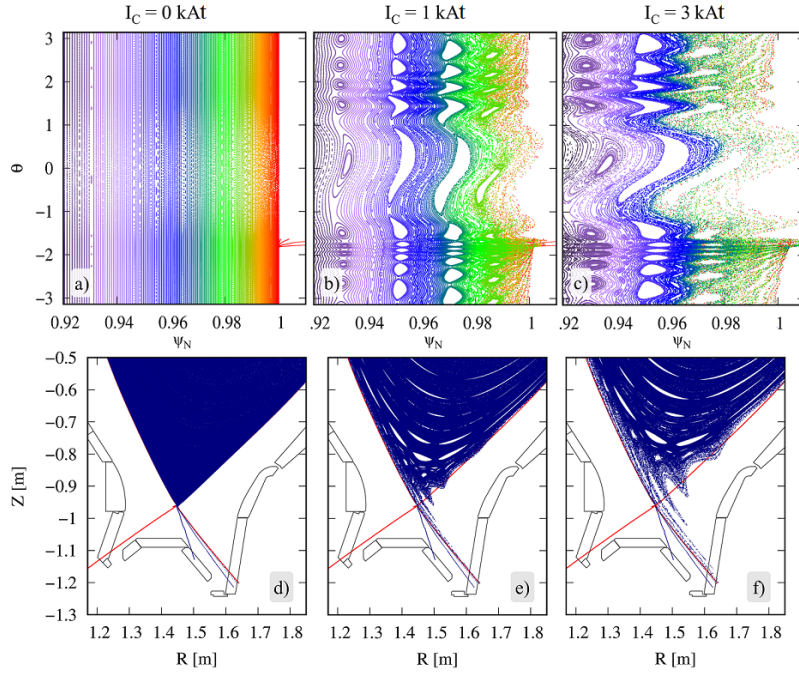 I_C = 0 kAt I_C = 1 kAt I_C = 3 kAt
3
2
1
0
-1
-2
-3
θ
a) b) c)
0.92 0.94 0.96 0.98 1 .92 0.94 0.96 0.98 1 .92 0.94 0.96 0.98 1
ψ_N ψ_N ψ_N
-0.5
-0.6
-0.7
-0.8
-0.9
-1
-1.1
-1.2
-1.3
Z [m]
d) e) f)
1.2 1.3 1.4 1.5 1.6 1.7 1.8 1.2 1.3 1.4 1.5 1.6 1.7 1.8 1.2 1.3 1.4 1.5 1.6 1.7 1.8
R [m] R [m] R [m]